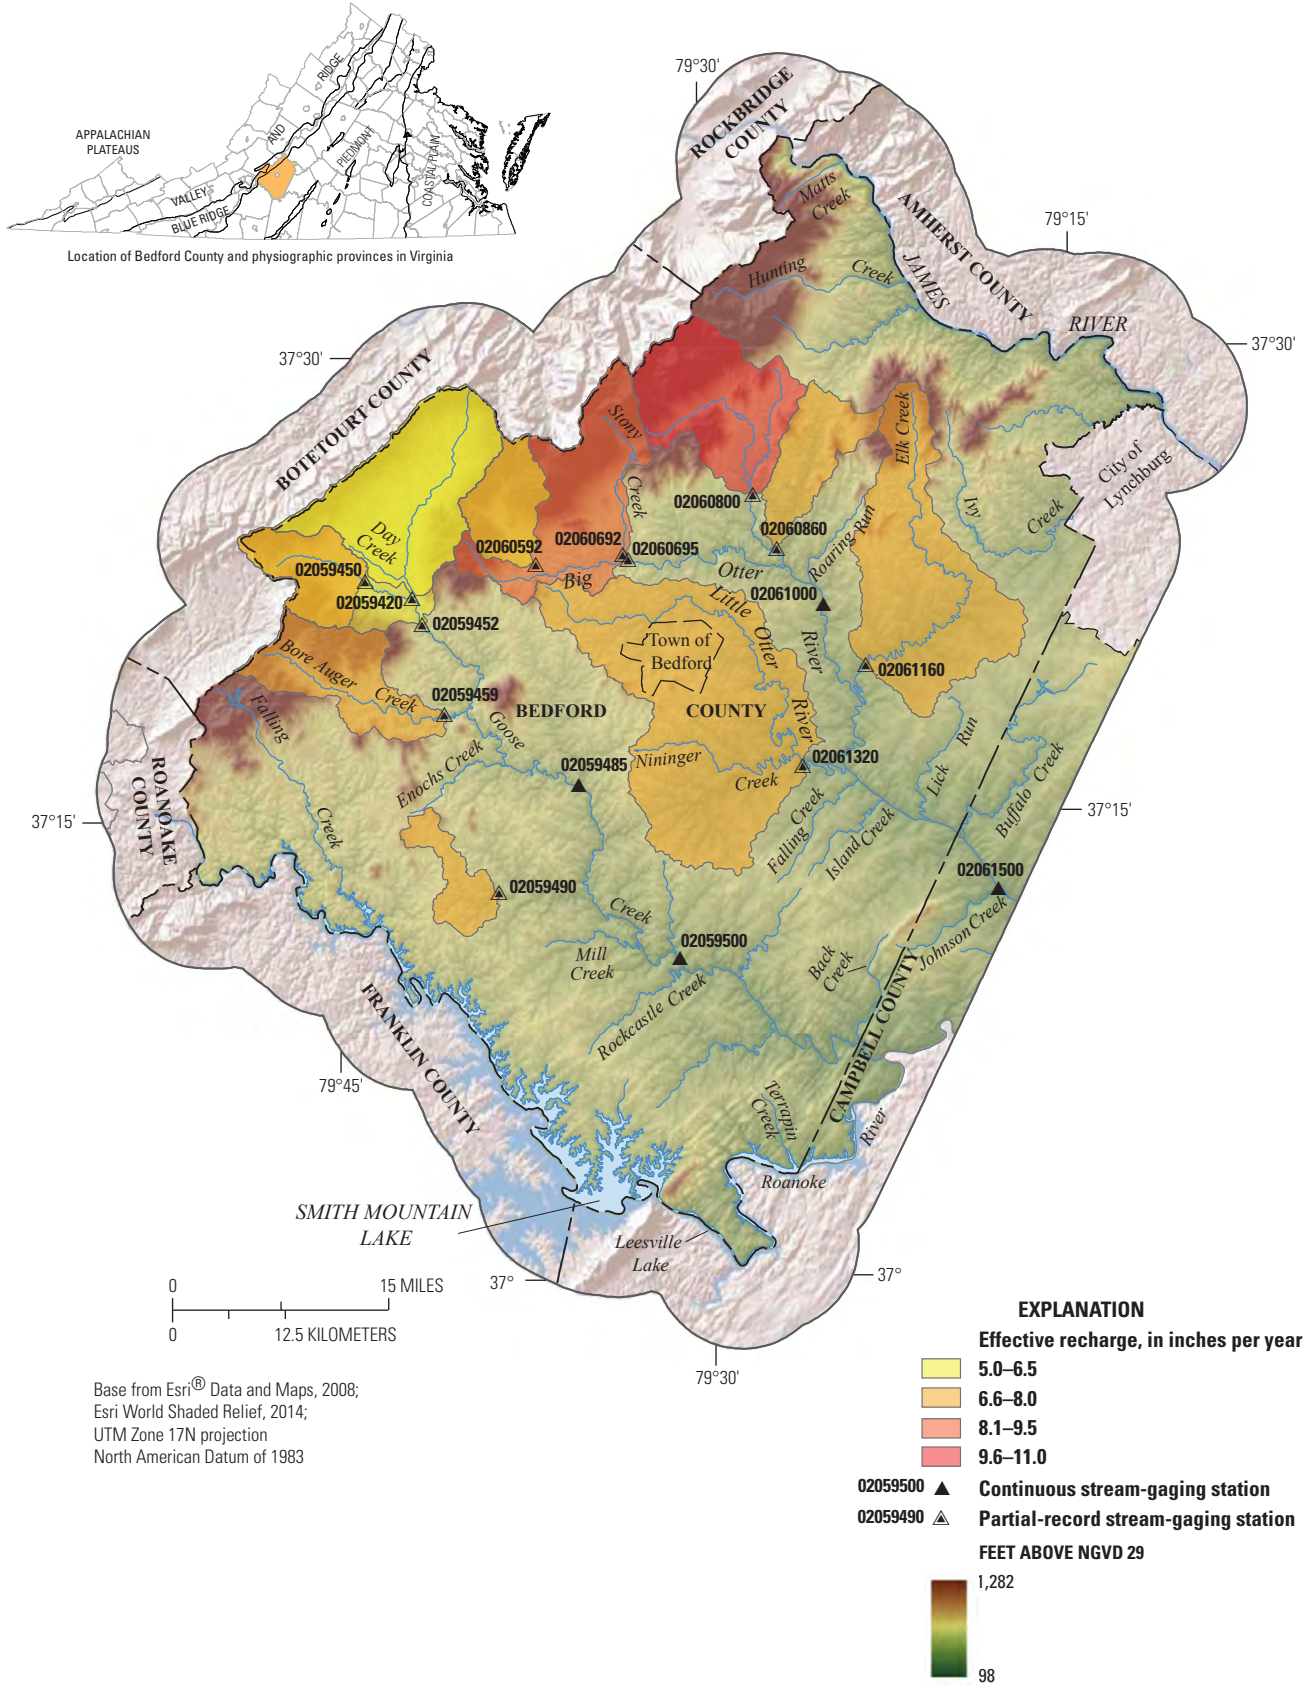 APPALACHIAN
PLATEAUS
VALLEY
AND
RIDGE
BLUE RIDGE
PIEDMONT
COASTAL PLAIN
Location of Bedford County and physiographic provinces in Virginia
79°30'
ROCKBRIDGE
COUNTY
79°15'
AMHERST COUNTY
Matts
Creek
Hunting
Creek
JAMES
RIVER
37°30'
37°30'
BOTETOURT COUNTY
Stony
Creek
Elk Creek
City of
Lynchburg
Ivy
Creek
02060800
Day
Creek
02060860
Roaring Run
02060592
02060692
02060695
02059450
Big
Otter
02059420
Little
02061000
02059452
Otter
River
Town of
Bedford
02061160
Bore Auger
Creek
02059459
Falling
Goose
BEDFORD
COUNTY
River
Run
ROANOKE
COUNTY
Enochs Creek
02059485
Nininger
Creek
02061320
Lick
Buffalo Creek
37°15'
37°15'
Creek
Falling
Creek
Island Creek
02061500
02059490
Creek
Johnson Creek
02059500
Mill
Creek
Back
Creek
Rockcastle Creek
FRANKLIN COUNTY
CAMPBELL COUNTY
79°45'
Terrapin
Creek
River
Roanoke
SMITH MOUNTAIN
LAKE
Leesville
Lake
37°
37°
79°30'
0
15 MILES
0
12.5 KILOMETERS
Base from Esri® Data and Maps, 2008;
Esri World Shaded Relief, 2014;
UTM Zone 17N projection
North American Datum of 1983
EXPLANATION
Effective recharge, in inches per year
5.0–6.5
6.6–8.0
8.1–9.5
9.6–11.0
02059500 Continuous stream-gaging station
02059490 Partial-record stream-gaging station
FEET ABOVE NGVD 29
1,282
98